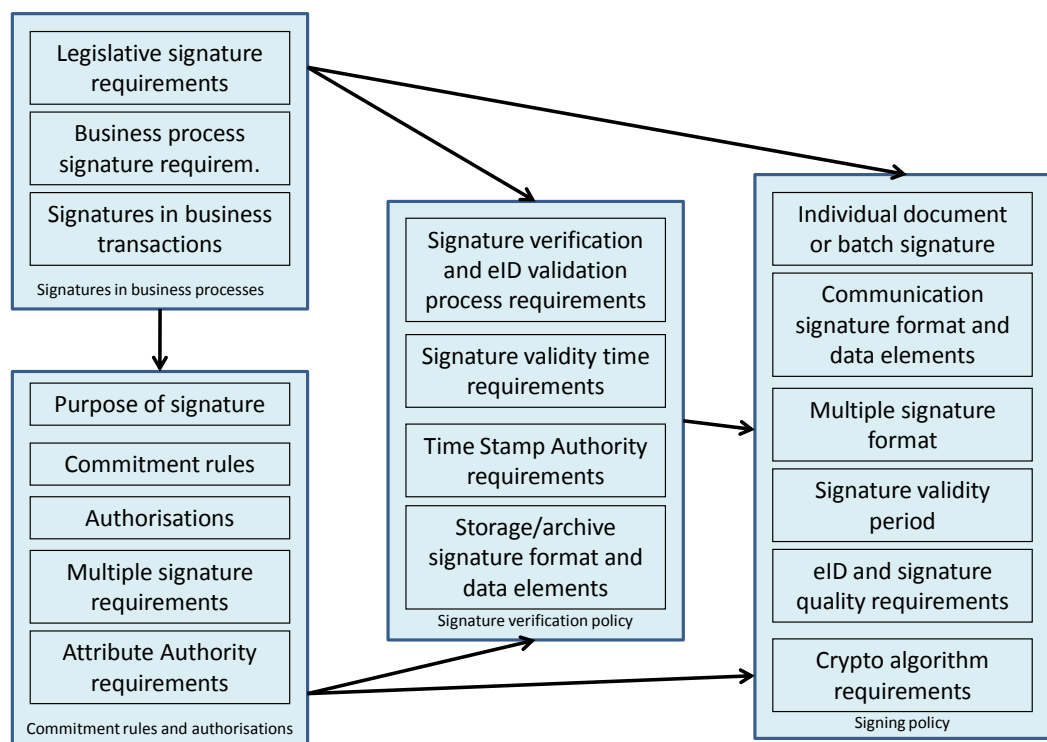 Legislative signature
requirements
Business process
signature requirem.
Signatures in business
transactions
Signatures in business processes
Purpose of signature
Commitment rules
Authorisations
Multiple signature
requirements
Attribute Authority
requirements
Commitment rules and authorisations
Signature verification
and eID validation
process requirements
Signature validity time
requirements
Time Stamp Authority
requirements
Storage/archive
signature format and
data elements
Signature verification policy
Individual document
or batch signature
Communication
signature format and
data elements
Multiple signature
format
Signature validity
period
eID and signature
quality requirements
Crypto algorithm
requirements
Signing policy